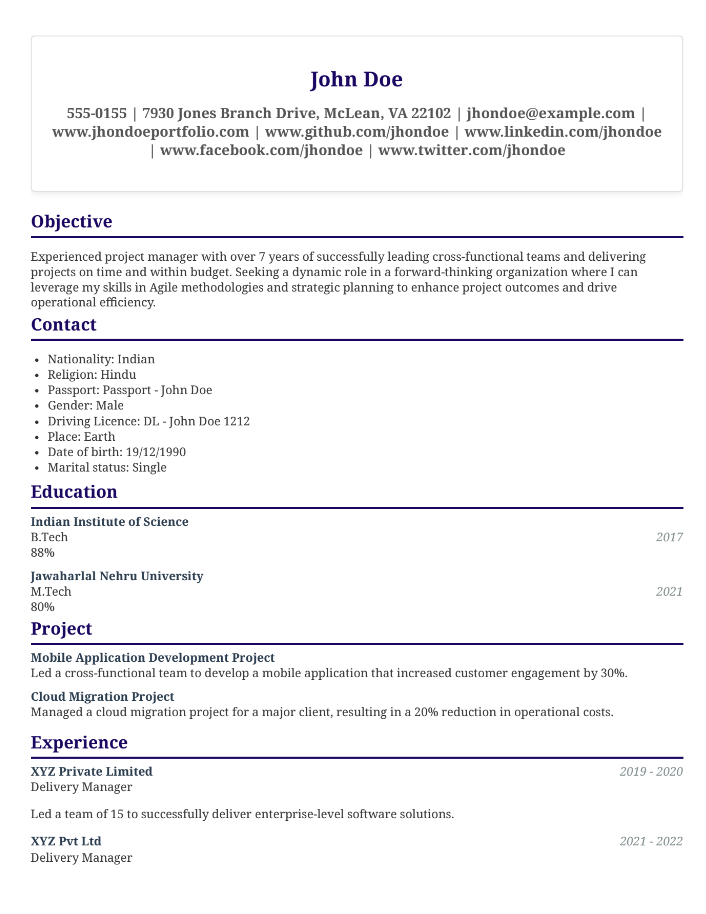 John Doe
555-0155 | 7930 Jones Branch Drive, McLean, VA 22102 | jhondoe@example.com |
www.jhondoeportfolio.com | www.github.com/jhondoe | www.linkedin.com/jhondoe
| www.facebook.com/jhondoe | www.twitter.com/jhondoe
Objective
Experienced project manager with over 7 years of successfully leading cross-functional teams and delivering
projects on time and within budget. Seeking a dynamic role in a forward-thinking organization where I can
leverage my skills in Agile methodologies and strategic planning to enhance project outcomes and drive
operational efficiency.
Contact
• Nationality: Indian
• Religion: Hindu
• Passport: Passport - John Doe
• Gender: Male
• Driving Licence: DL - John Doe 1212
• Place: Earth
• Date of birth: 19/12/1990
• Marital status: Single
Education
Indian Institute of Science
B.Tech 2017
88%
Jawaharlal Nehru University
M.Tech 2021
80%
Project
Mobile Application Development Project
Led a cross-functional team to develop a mobile application that increased customer engagement by 30%.
Cloud Migration Project
Managed a cloud migration project for a major client, resulting in a 20% reduction in operational costs.
Experience
XYZ Private Limited 2019 - 2020
Delivery Manager
Led a team of 15 to successfully deliver enterprise-level software solutions.
XYZ Pvt Ltd 2021 - 2022
Delivery Manager